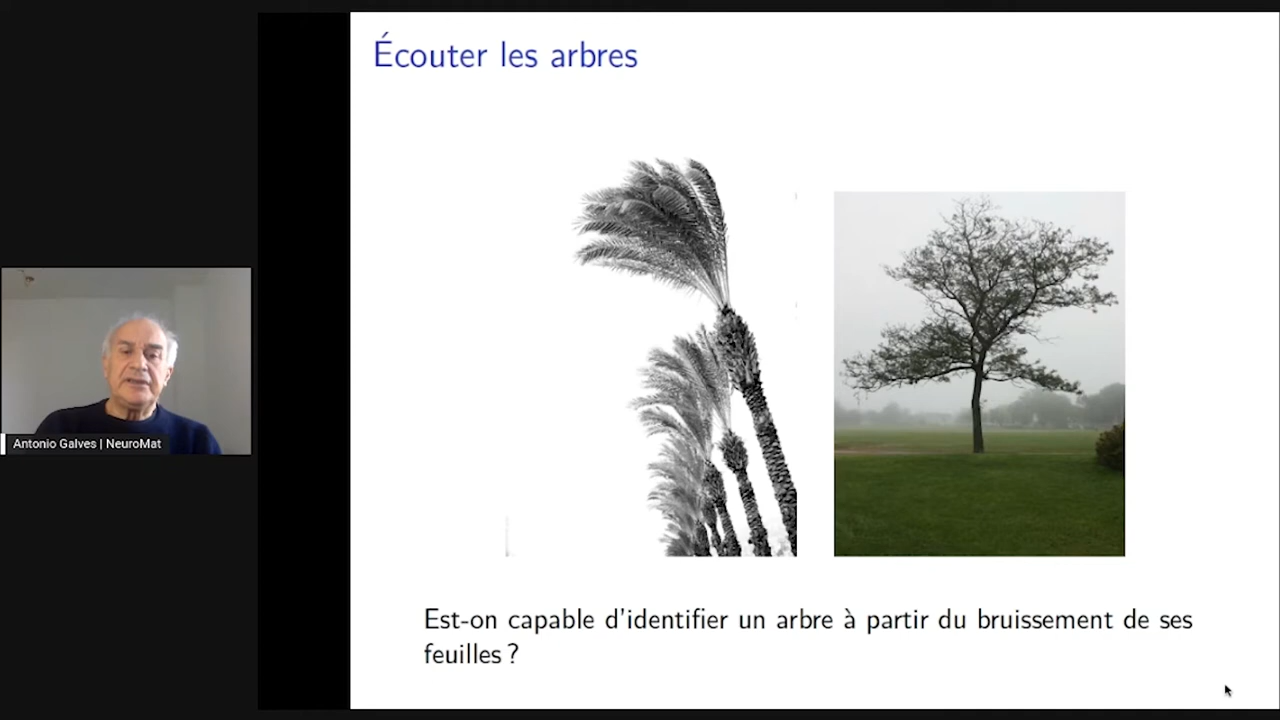 Écouter les arbres
Antonio Galves | NeuroMat
Est-on capable d'identifier un arbre à partir du bruissement de ses
feuilles ?